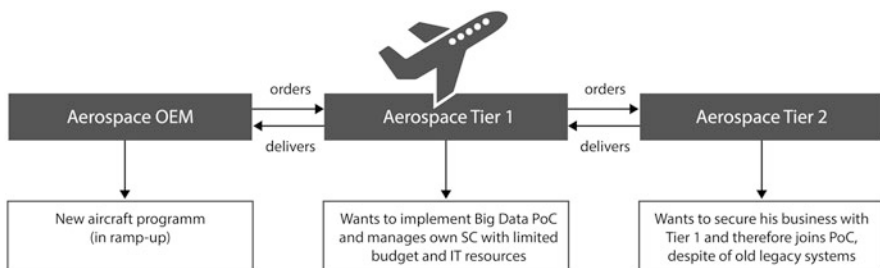 orders
orders
Aerospace OEM
Aerospace Tier 1
Aerospace Tier 2
delivers
delivers
New aircraft programm
(in ramp-up)
Wants to implement Big Data PoC
and manages own SC with limited
budget and IT resources
Wants to secure his business with
Tier 1 and therefore joins PoC,
despite of old legacy systems